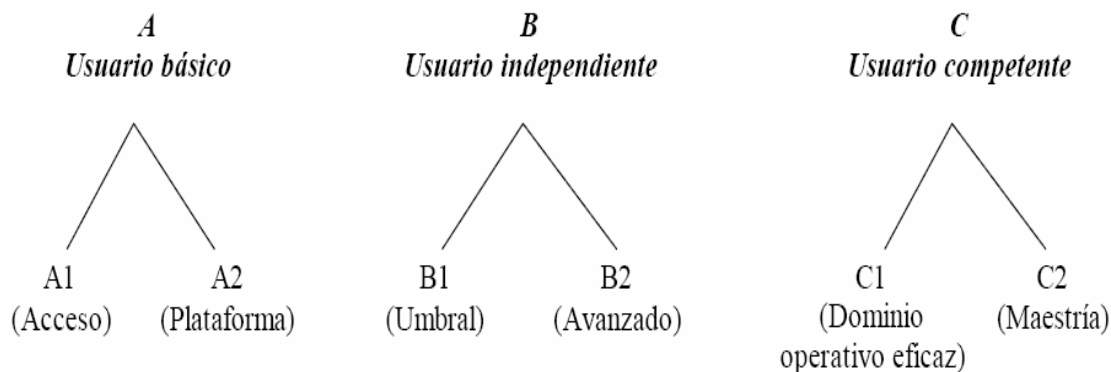 A
Usuario básico
B
Usuario independiente
C
Usuario competente
A1
(Acceso)
A2
(Plataforma)
B1
(Umbral)
B2
(Avanzado)
C1
(Dominio
operativo eficaz)
C2
(Maestría)